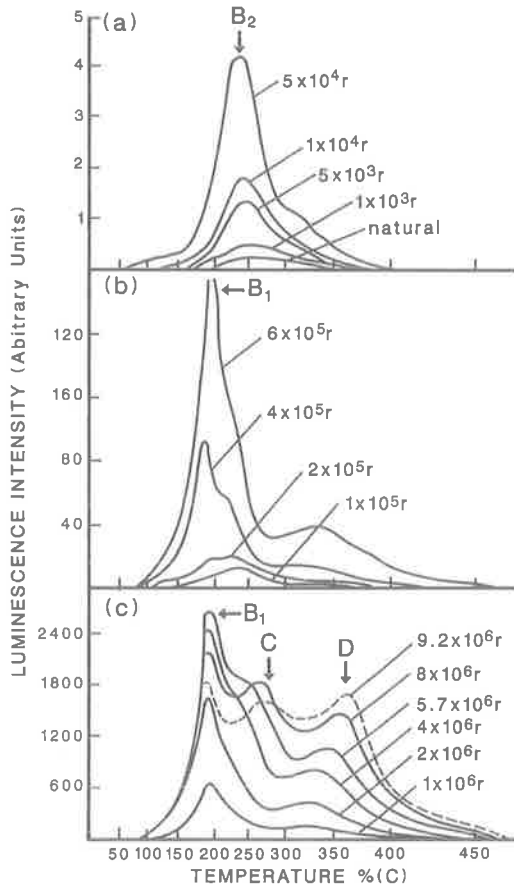 LUMINESCENCE INTENSITY (Abitrary Units)
(a)
B₂
5
4
3
2
1
5x10⁴r
1x10⁴r
5x10³r
1x10³r
natural
(b)
B₁
120
160
80
40
6x10⁵r
4x10⁵r
2x10⁵r
1x10⁵r
(c)
B₁
C
D
2400
1800
1200
600
9.2x10⁶r
8x10⁶r
5.7x10⁶r
4x10⁶r
2x10⁶r
1x10⁶r
50 100 150 200 250 300 350 400 450
TEMPERATURE %(C)